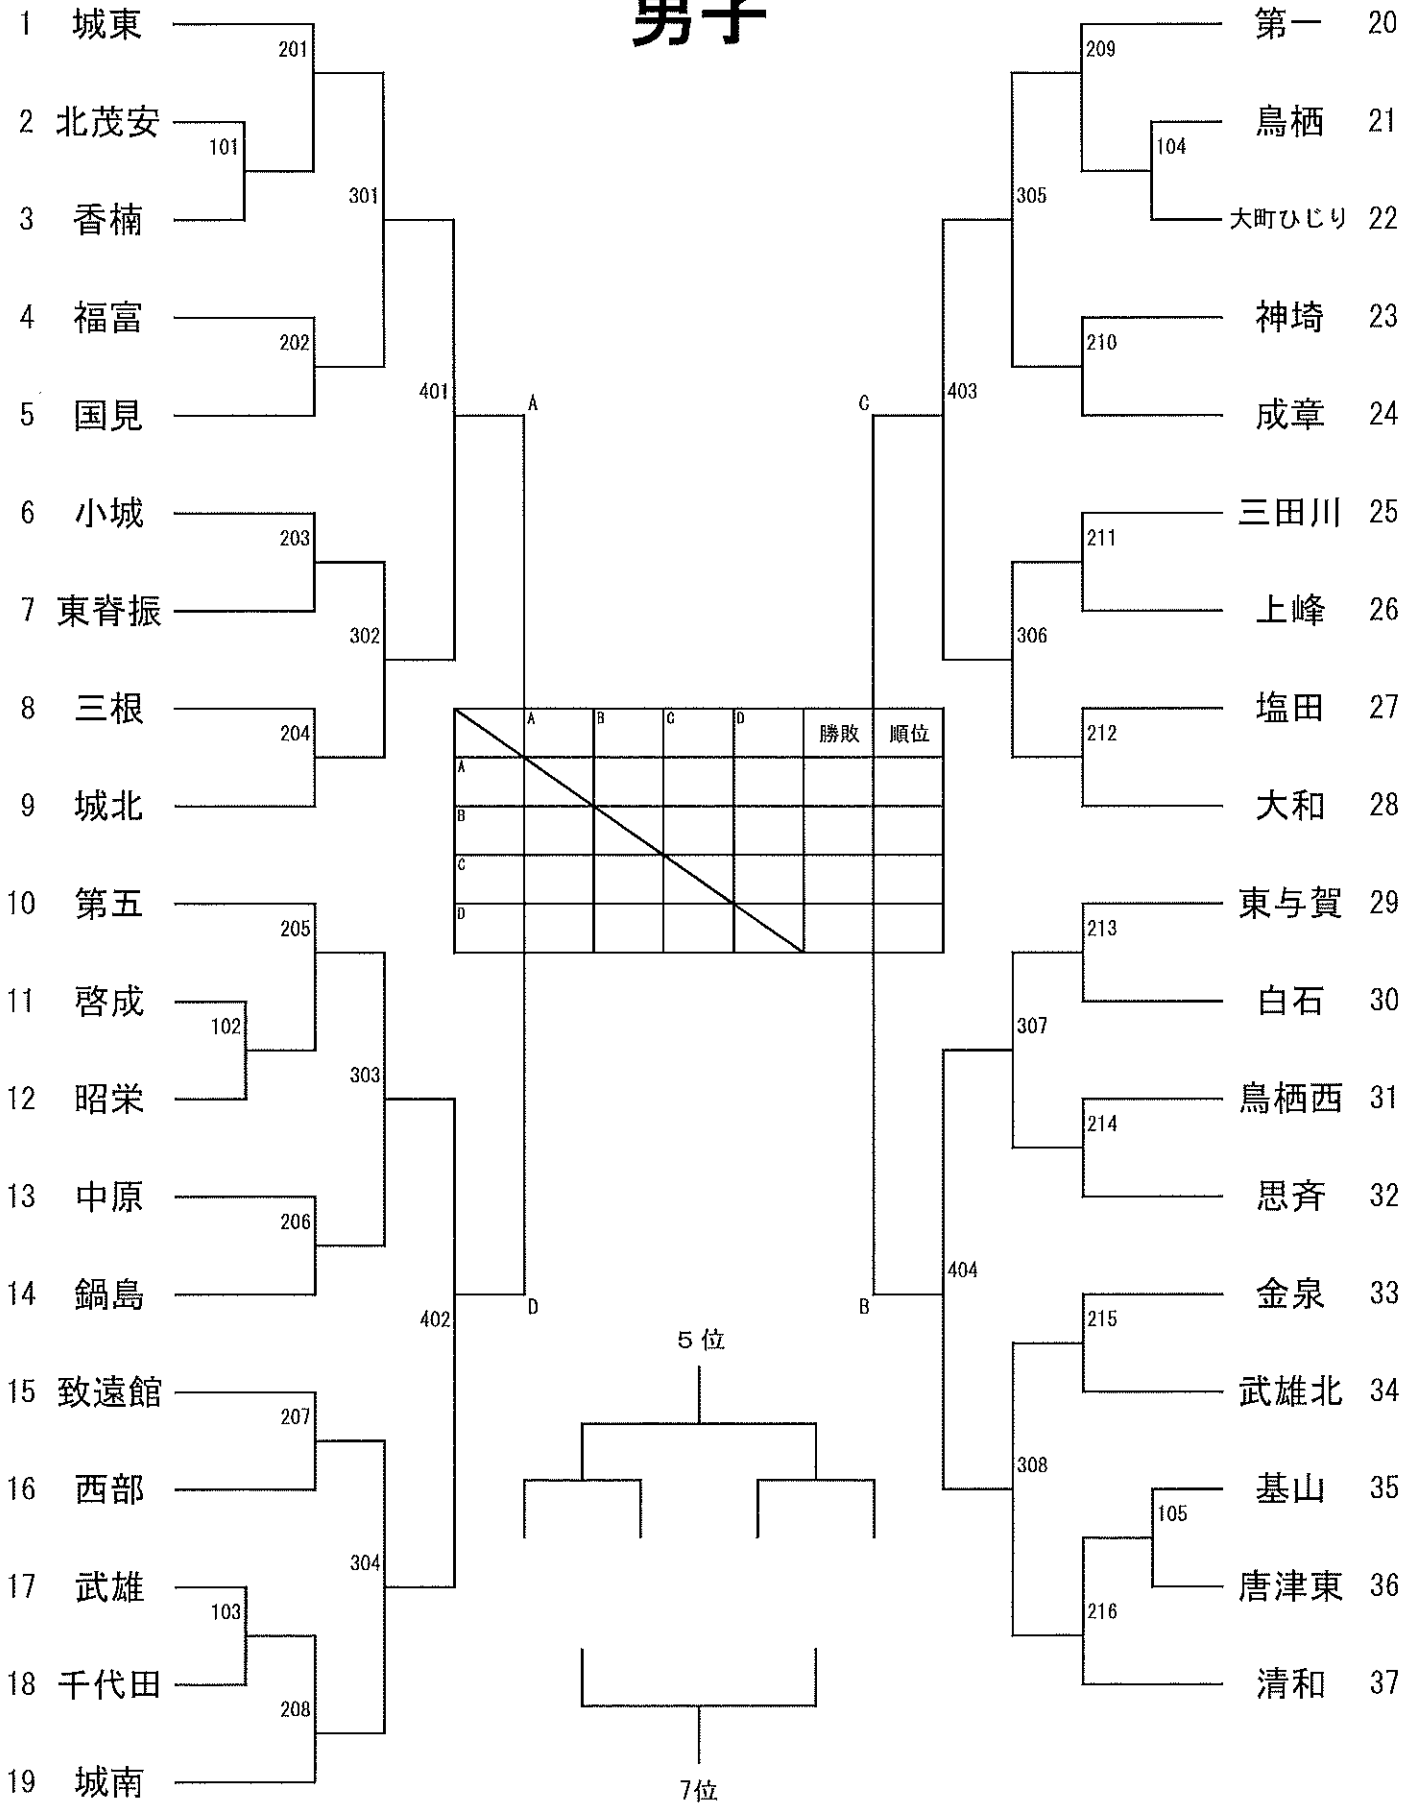 男子
1 城東
201
2 北茂安
101
3 香楠
301
4 福富
202
5 国見
401
A
6 小城
203
7 東脊振
302
8 三根
204
9 城北
10 第五
205
11 啓成
102
12 昭栄
303
13 中原
206
14 鍋島
402
D
15 致遠館
207
16 西部
304
17 武雄
103
18 千代田
208
19 城南
A B C D 勝敗 順位
A
B
C
D
5位
7位
第一 20
209
鳥栖 21
104
大町ひじり 22
305
神埼 23
210
成章 24
403
C
三田川 25
211
上峰 26
306
塩田 27
212
大和 28
東与賀 29
213
白石 30
307
鳥栖西 31
214
思斉 32
404
B
金泉 33
215
武雄北 34
308
基山 35
105
唐津東 36
216
清和 37